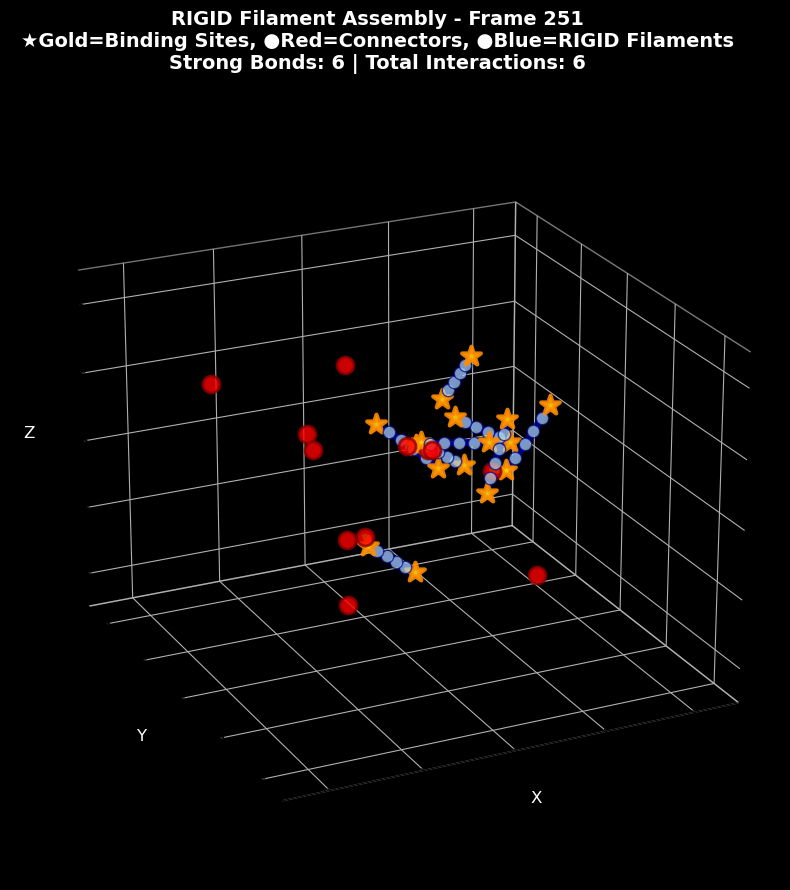 RIGID Filament Assembly - Frame 251
★Gold=Binding Sites, ●Red=Connectors, ●Blue=RIGID Filaments
Strong Bonds: 6 | Total Interactions: 6
Z
Y
X